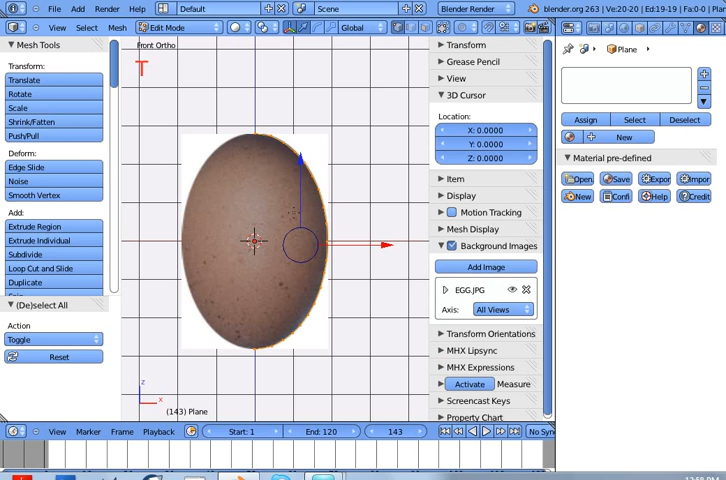 File Add Render Help Default Scene Blender Render blender.org 263 | Ve:20-20 | Ed:19-19 | Fa:0-0 | Plan
View Select Mesh Edit Mode Global
Mesh Tools
Transform:
Translate
Rotate
Scale
Shrink/Fatten
Push/Pull
Deform:
Edge Slide
Noise
Smooth Vertex
Add:
Extrude Region
Extrude Individual
Subdivide
Loop Cut and Slide
Duplicate
(De)select All
Action
Toggle
Reset
Front Ortho
T
z
x
(143) Plane
Transform
Grease Pencil
View
3D Cursor
Location:
X: 0.0000
Y: 0.0000
Z: 0.0000
Item
Display
Motion Tracking
Mesh Display
Background Images
Add Image
EGG.JPG
Axis: All Views
Transform Orientations
MHX Lipsync
MHX Expressions
Activate Measure
Screencast Keys
Property Chart
Plane
Assign Select Deselect
New
Material pre-defined
Open Save Expor Impor
New Confi Help Credit
View Marker Frame Playback Start: 1 End: 120 143 No Syn
12:58 PM